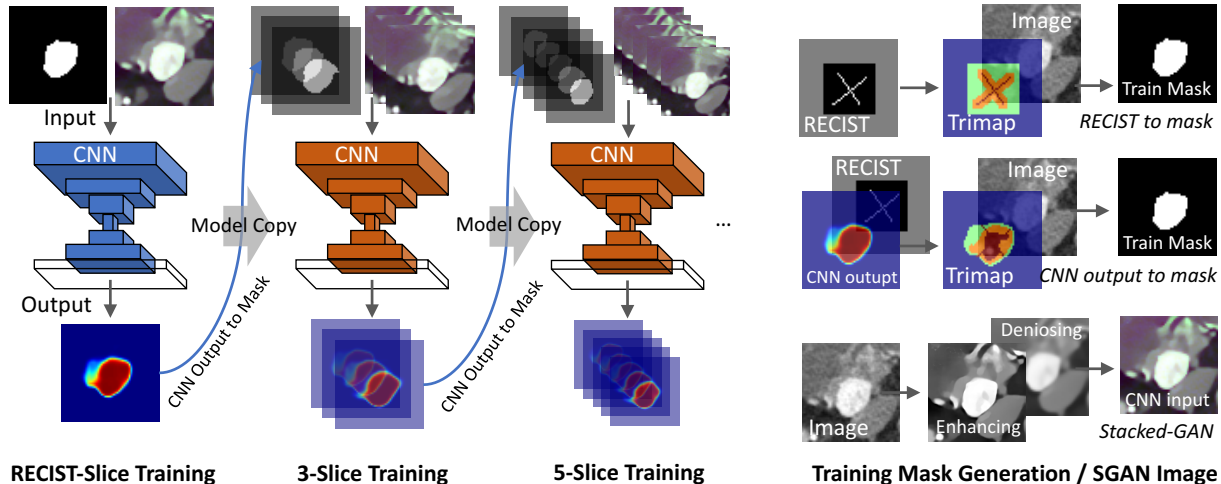 Input
CNN
Output
Model Copy
CNN Output to Mask
CNN
Model Copy
CNN Output to Mask
CNN
...
RECIST-Slice Training
3-Slice Training
5-Slice Training
RECIST
Trimap
Image
Train Mask
RECIST to mask
RECIST
CNN outupt
Trimap
Image
Train Mask
CNN output to mask
Image
Enhancing
Deniosing
CNN input
Stacked-GAN
Training Mask Generation / SGAN Image